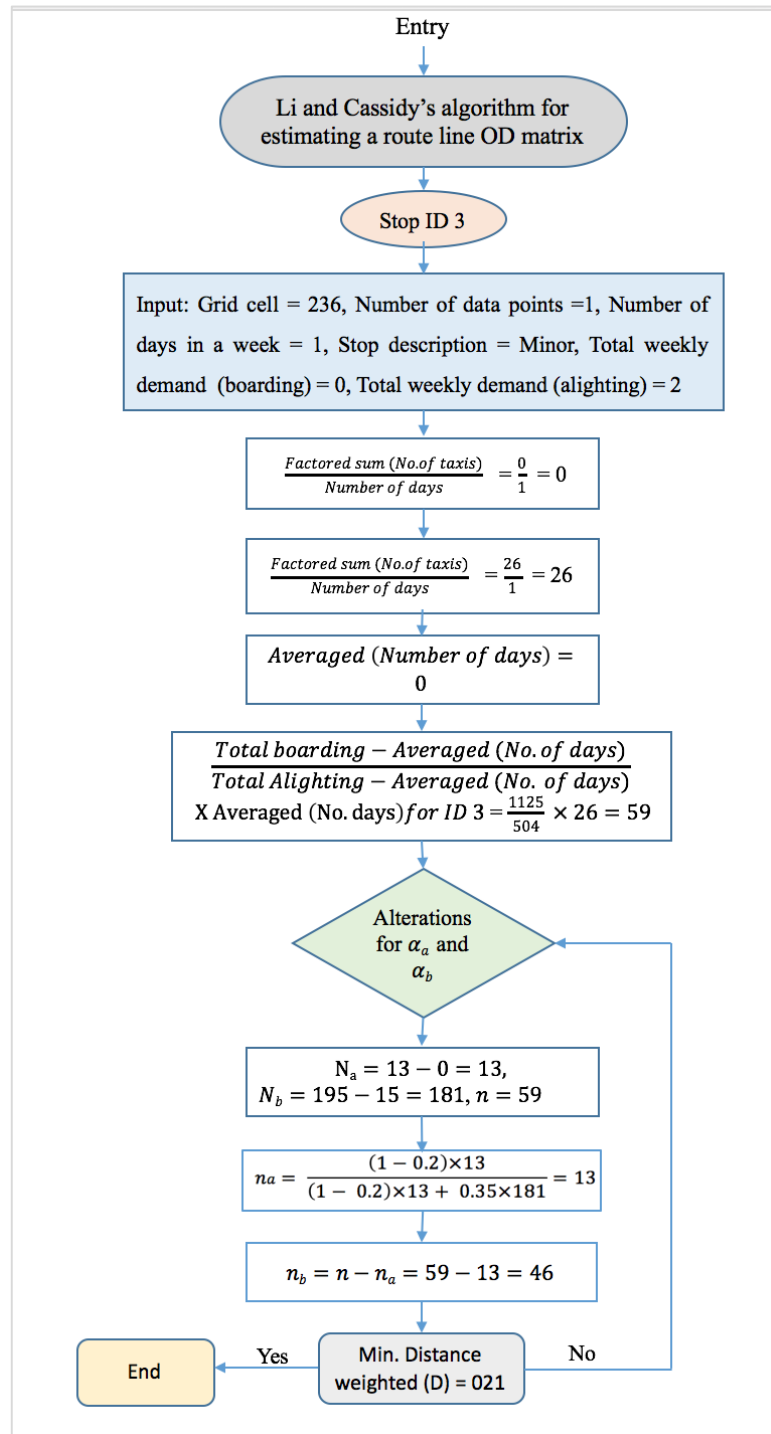 Entry
Li and Cassidy's algorithm for
estimating a route line OD matrix
Stop ID 3
Input: Grid cell = 236, Number of data points =1, Number of
days in a week = 1, Stop description = Minor, Total weekly
demand (boarding) = 0, Total weekly demand (alighting) = 2
Factored sum (No.of taxis) / Number of days = 0/1 = 0
Factored sum (No.of taxis) / Number of days = 26/1 = 26
Averaged (Number of days) =
0
Total boarding − Averaged (No. of days)
Total Alighting − Averaged (No. of days)
X Averaged (No. days)for ID 3 = 1125/504 × 26 = 59
Alterations
for αₐ and
α_b
Nₐ = 13 − 0 = 13,
N_b = 195 − 15 = 181, n = 59
na = (1 − 0.2)×13 / (1 − 0.2)×13 + 0.35×181 = 13
n_b = n − nₐ = 59 − 13 = 46
Min. Distance
weighted (D) = 021
Yes
No
End